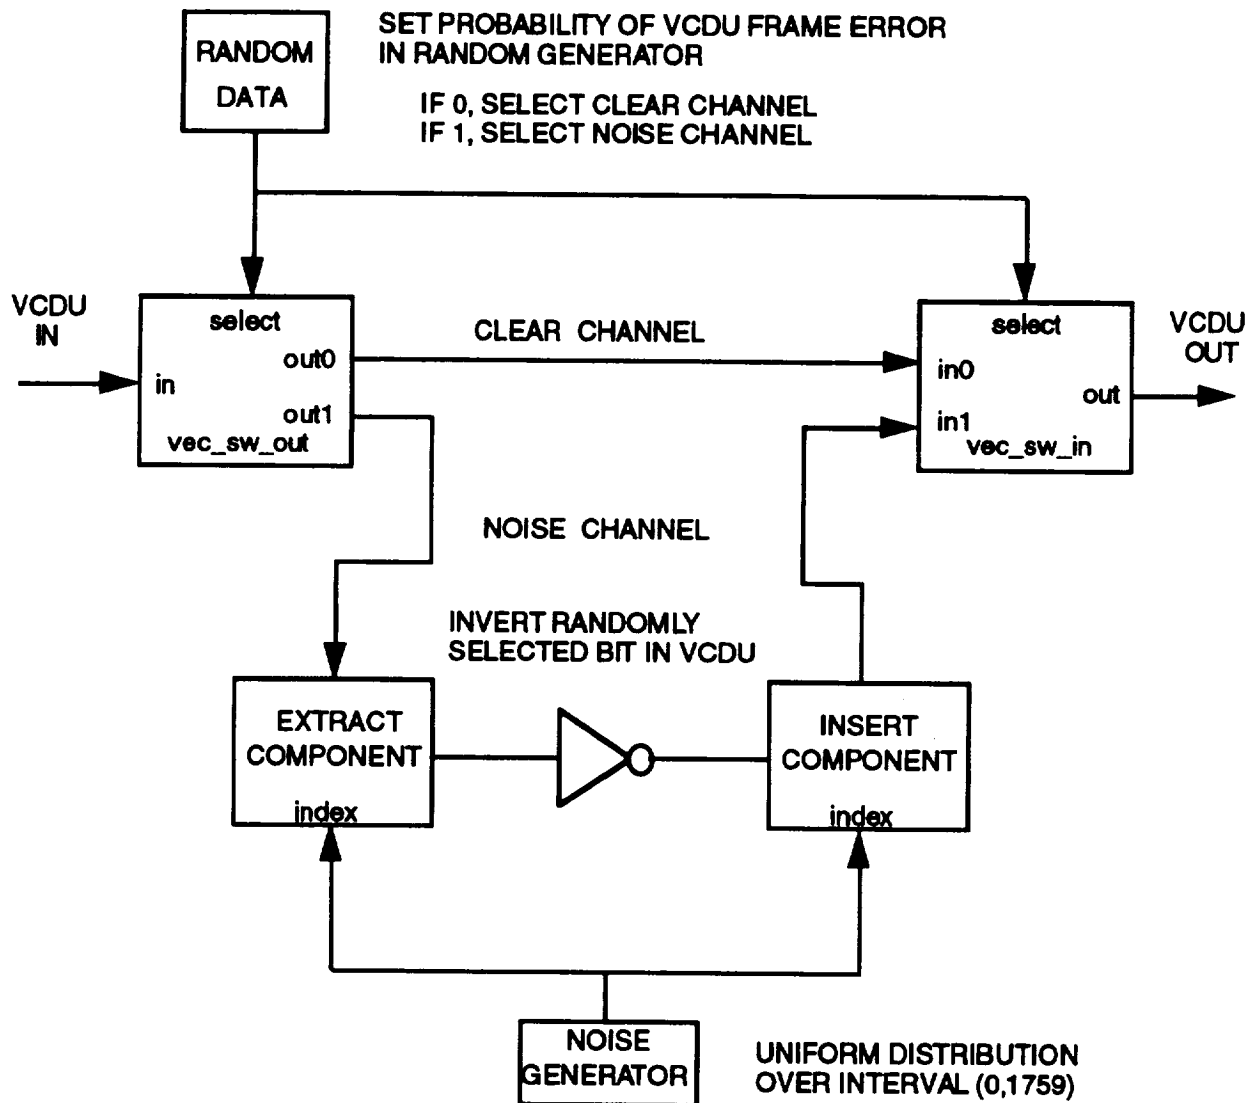 RANDOM
DATA
SET PROBABILITY OF VCDU FRAME ERROR
IN RANDOM GENERATOR
IF 0, SELECT CLEAR CHANNEL
IF 1, SELECT NOISE CHANNEL
VCDU
IN
select
in
out0
out1
vec_sw_out
CLEAR CHANNEL
select
in0
in1
out
vec_sw_in
VCDU
OUT
NOISE CHANNEL
INVERT RANDOMLY
SELECTED BIT IN VCDU
EXTRACT
COMPONENT
index
INSERT
COMPONENT
index
NOISE
GENERATOR
UNIFORM DISTRIBUTION
OVER INTERVAL (0,1759)